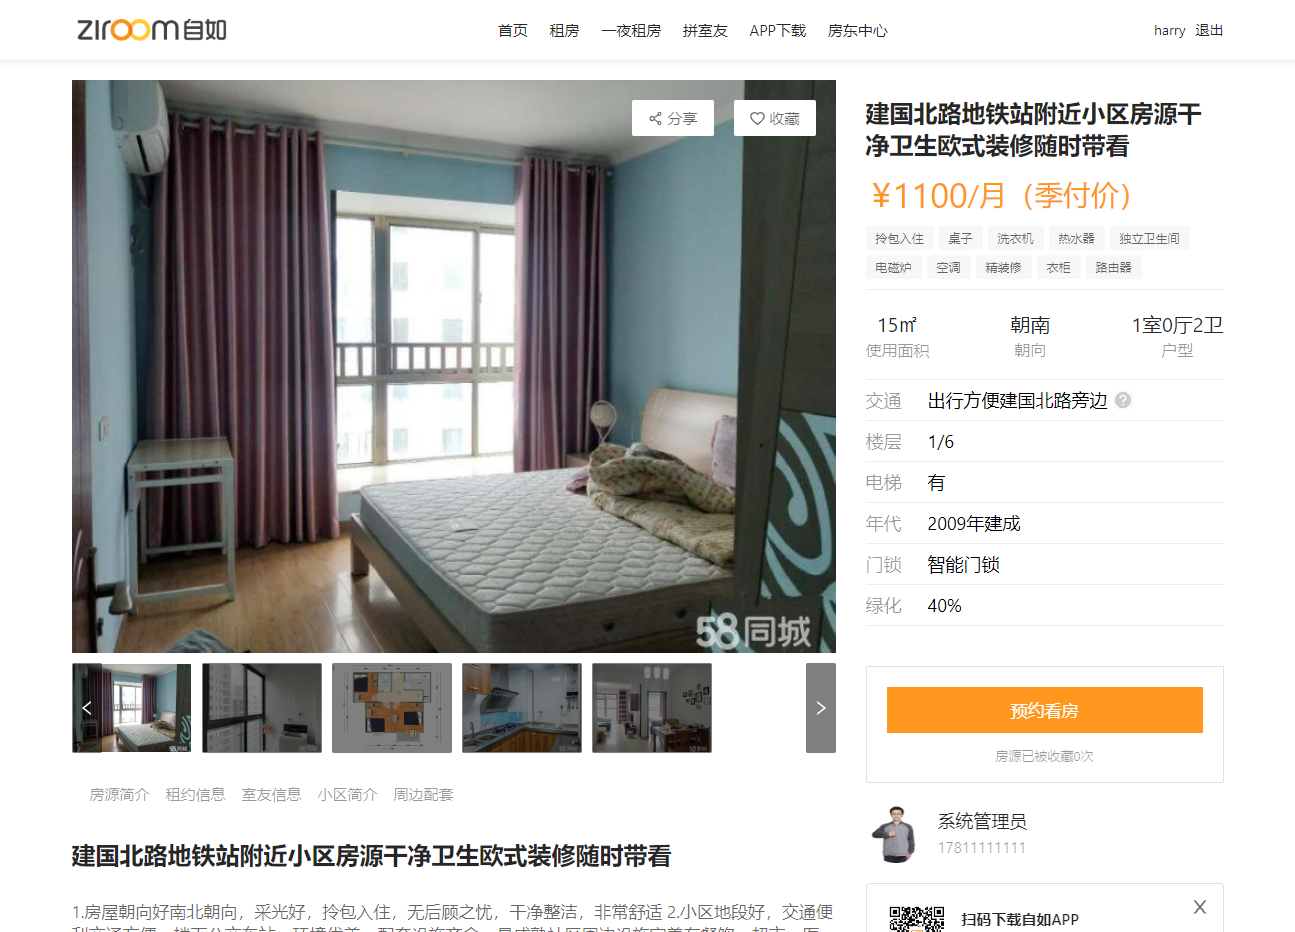 ziroom自如
首页 租房 一夜租房 拼室友 APP下载 房东中心
harry 退出
分享 收藏
58同城
建国北路地铁站附近小区房源干
净卫生欧式装修随时带看
￥1100/月（季付价）
拎包入住 桌子 洗衣机 热水器 独立卫生间
电磁炉 空调 精装修 衣柜 路由器
15㎡ 朝南 1室0厅2卫
使用面积 朝向 户型
交通 出行方便建国北路旁边 ?
楼层 1/6
电梯 有
年代 2009年建成
门锁 智能门锁
绿化 40%
预约看房
房源已被收藏0次
系统管理员
17811111111
扫码下载自如APP
房源简介 租约信息 室友信息 小区简介 周边配套
建国北路地铁站附近小区房源干净卫生欧式装修随时带看
1.房屋朝向好南北朝向，采光好，拎包入住，无后顾之忧，干净整洁，非常舒适 2.小区地段好，交通便